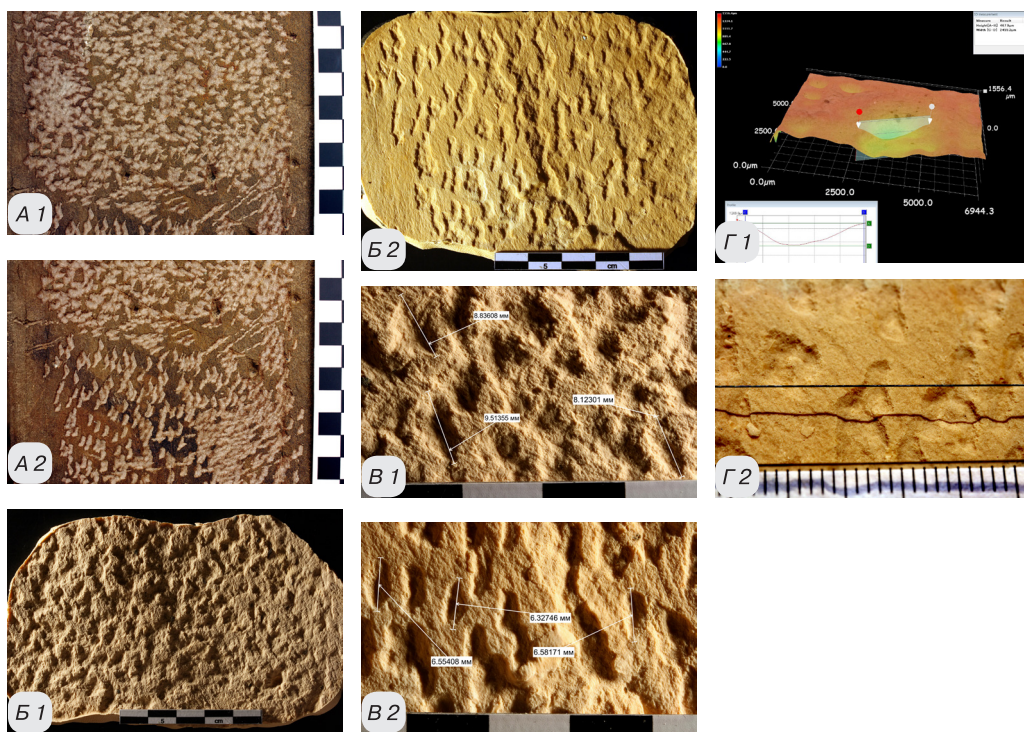 А 1
А 2
Б 1
5
cm
Б 2
5
cm
8.83608 мм
9.51355 мм
8.12301 мм
В 1
6.32746 мм
6.55408 мм
6.58171 мм
В 2
1556.4
μm
0.0
5000.
2500.
0.0μm
0.0μm
2500.0
5000.0
6944.3
Г 1
Г 2